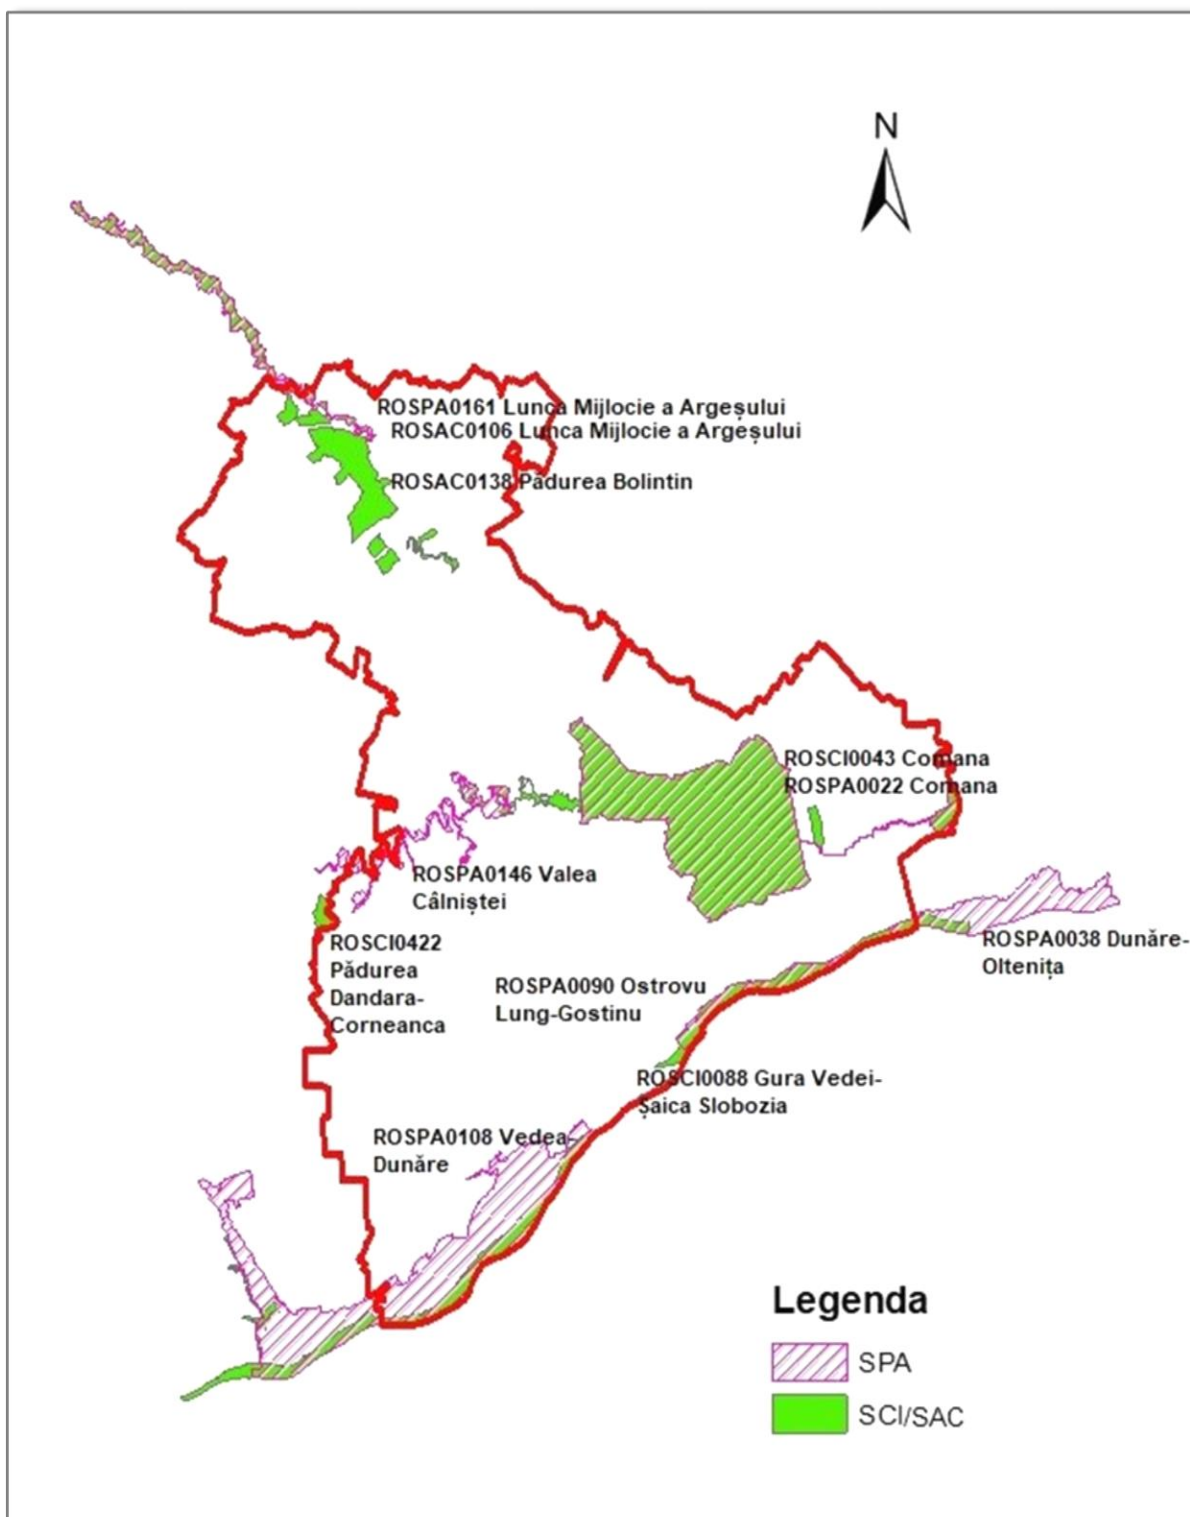 N
ROSPA0161 Lunca Mijlocie a Argeșului
ROSAC0106 Lunca Mijlocie a Argeșului
ROSAC0138 Pădurea Bolintin
ROSCI0043 Comana
ROSPA0022 Comana
ROSPA0146 Valea
Câlniștei
ROSCI0422
Pădurea
Dandara-
Corneanca
ROSPA0038 Dunăre-
Oltenița
ROSPA0090 Ostrovu
Lung-Gostinu
ROSCI0088 Gura Vedei-
Șaica Slobozia
ROSPA0108 Vedea-
Dunăre
Legenda
SPA
SCI/SAC